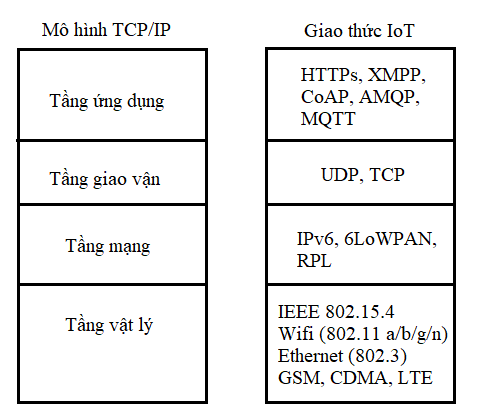 Mô hình TCP/IP
Giao thức IoT
Tầng ứng dụng
HTTPs, XMPP,
CoAP, AMQP,
MQTT
Tầng giao vận
UDP, TCP
Tầng mạng
IPv6, 6LoWPAN,
RPL
Tầng vật lý
IEEE 802.15.4
Wifi (802.11 a/b/g/n)
Ethernet (802.3)
GSM, CDMA, LTE